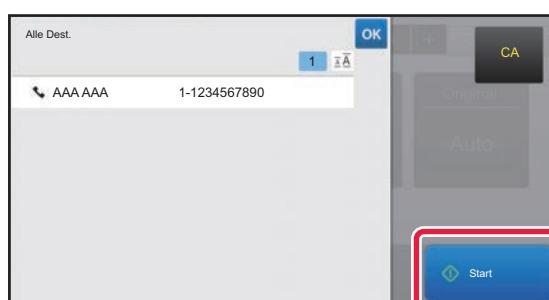 Alle Dest.
OK
CA
1
AAA AAA 1-1234567890
Original
Auto
Start